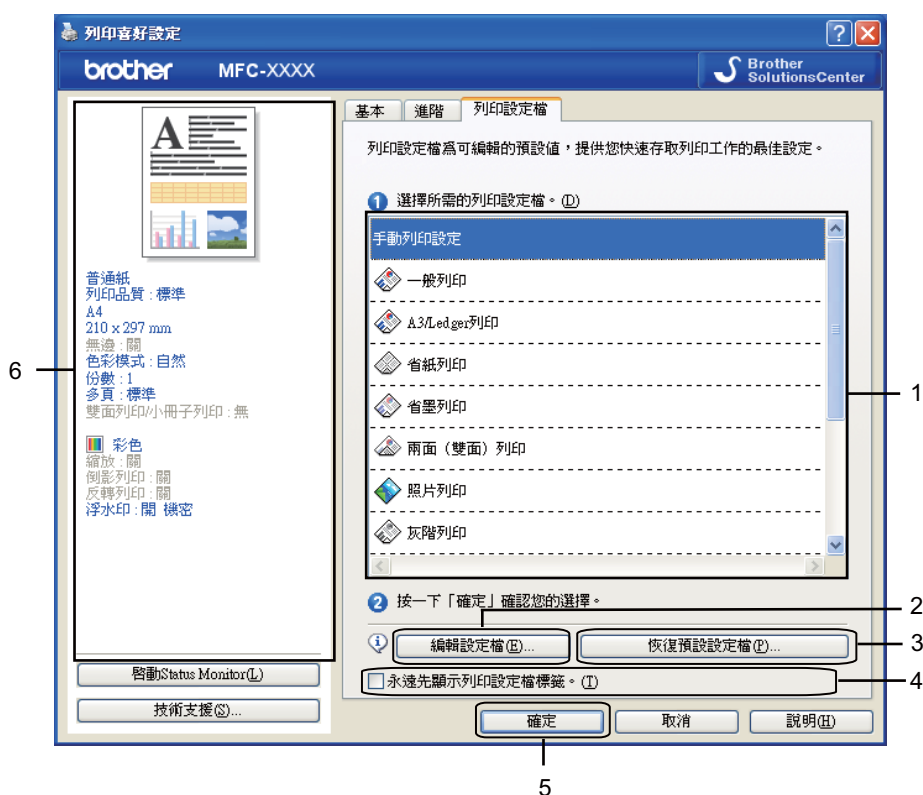 列印喜好設定
brother MFC-XXXX
Brother
SolutionsCenter
A
普通紙
列印品質 : 標準
A4
210 x 297 mm
無邊 : 關
色彩模式 : 自然
份數 : 1
多頁 : 標準
雙面列印/小冊子列印 : 無
彩色
縮放 : 關
倒影列印 : 關
反轉列印 : 關
浮水印 : 開 機密
啓動Status Monitor(L)
技術支援(S)...
基本 進階 列印設定檔
列印設定檔爲可編輯的預設值，提供您快速存取列印工作的最佳設定。
1 選擇所需的列印設定檔。(D)
手動列印設定
一般列印
A3/Ledger列印
省紙列印
省墨列印
兩面（雙面）列印
照片列印
灰階列印
2 按一下「確定」確認您的選擇。
編輯設定檔(E)...
恢復預設設定檔(P)...
永遠先顯示列印設定檔標籤。(T)
確定 取消 説明(H)
1
2
3
4
5
6